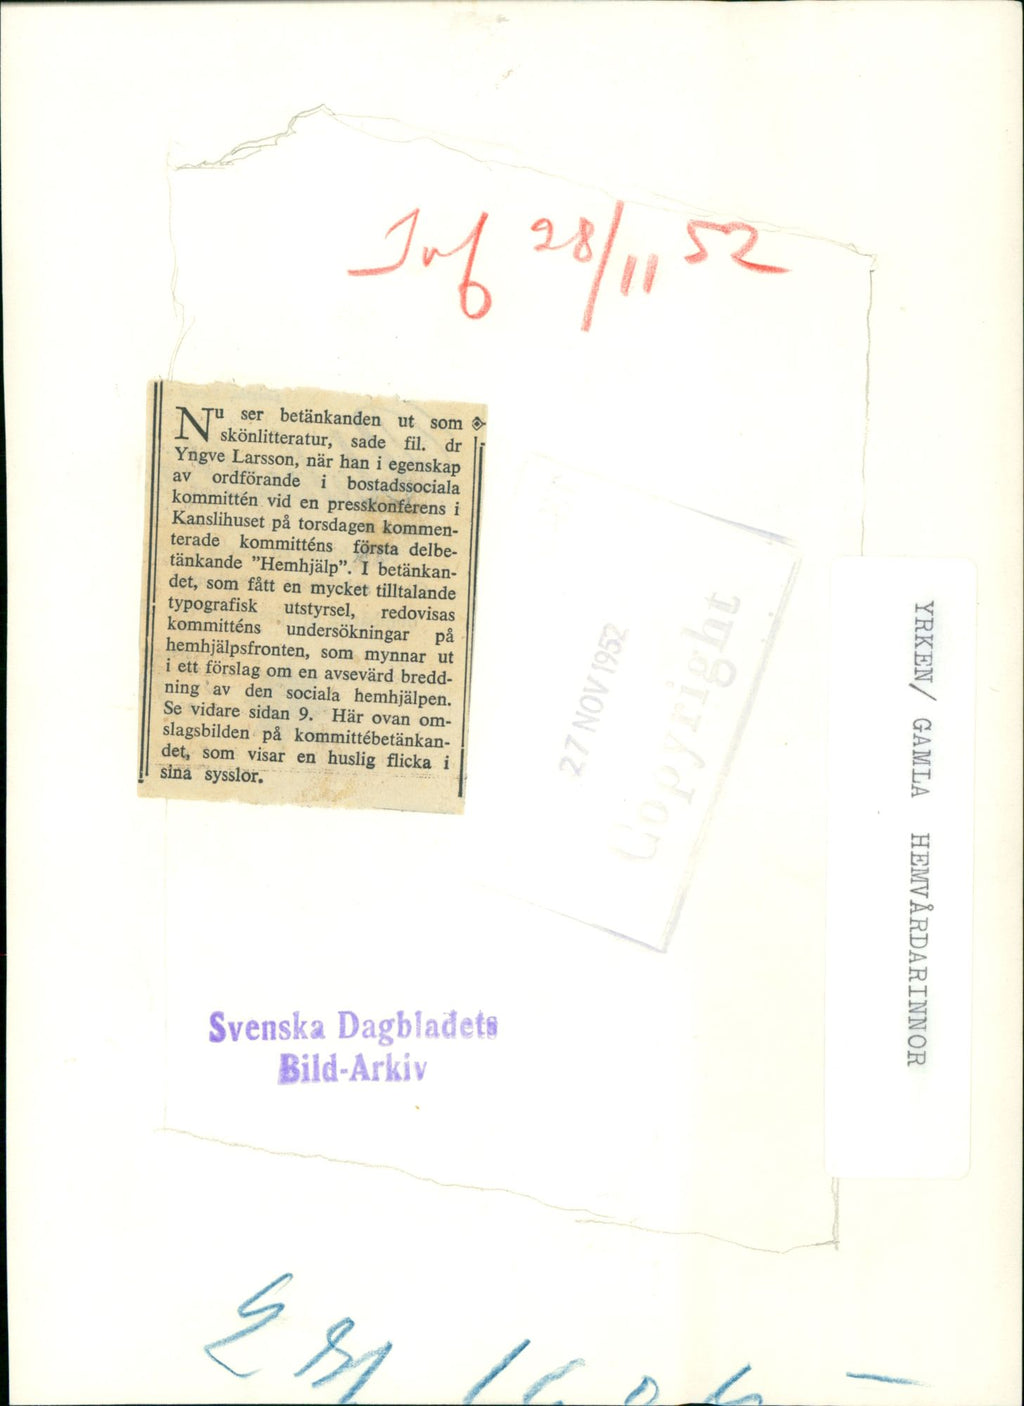 Inf 28/11 52
Nu ser betänkanden ut som
skönlitteratur, sade fil. dr
Yngve Larsson, när han i egenskap
av ordförande i bostadssociala
kommittén vid en presskonferens i
Kanslihuset på torsdagen kommen-
terade kommitténs första delbe-
tänkande ”Hemhjälp”. I betänkan-
det, som fått en mycket tilltalande
typografisk utstyrsel, redovisas
kommitténs undersökningar på
hemhjälpsfronten, som mynnar ut
i ett förslag om en avsevärd bredd-
ning av den sociala hemhjälpen.
Se vidare sidan 9. Här ovan om-
slagsbilden på kommittébetänkan-
det, som visar en huslig flicka i
sina sysslor.
27 NOV 1952
Copyright
YRKEN/ GAMLA HEMVÅRDARINNOR
Svenska Dagbladets
Bild-Arkiv